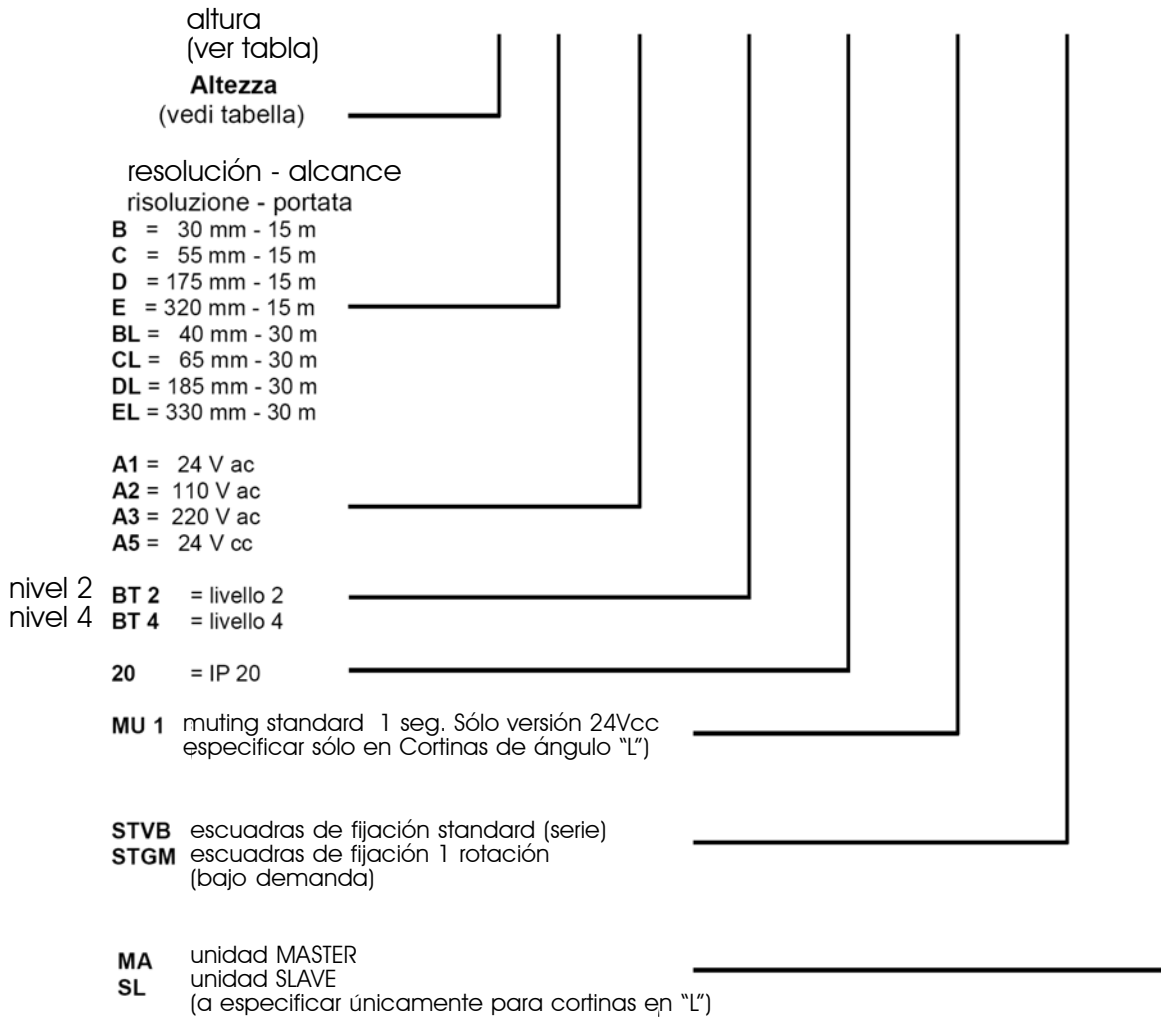 altura
(ver tabla)
Altezza
(vedi tabella)
resolución - alcance
risoluzione - portata
B = 30 mm - 15 m
C = 55 mm - 15 m
D = 175 mm - 15 m
E = 320 mm - 15 m
BL = 40 mm - 30 m
CL = 65 mm - 30 m
DL = 185 mm - 30 m
EL = 330 mm - 30 m
A1 = 24 V ac
A2 = 110 V ac
A3 = 220 V ac
A5 = 24 V cc
nivel 2 BT 2 = livello 2
nivel 4 BT 4 = livello 4
20 = IP 20
MU 1 muting standard 1 seg. Sólo versión 24Vcc
especificar sólo en Cortinas de ángulo "L")
STVB escuadras de fijación standard (serie)
STGM escuadras de fijación 1 rotación
(bajo demanda)
MA unidad MASTER
SL unidad SLAVE
(a especificar únicamente para cortinas en "L")